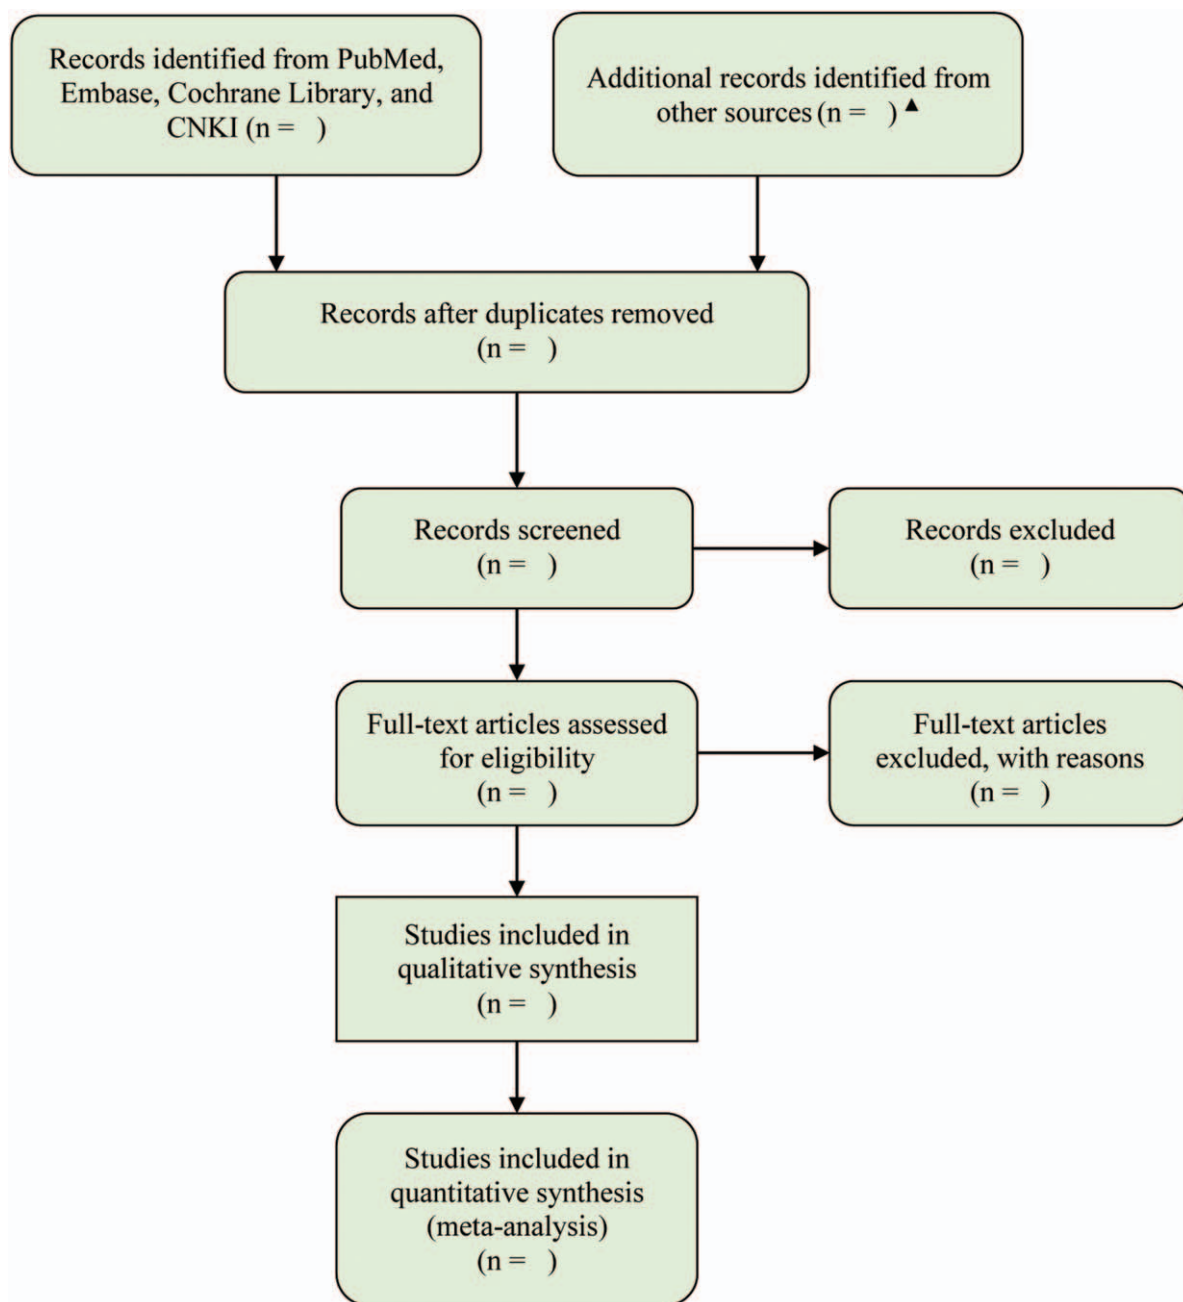 Records identified from PubMed,
Embase, Cochrane Library, and
CNKI (n =   )
Additional records identified from
other sources (n =   ) ▲
Records after duplicates removed
(n =   )
Records screened
(n =   )
Records excluded
(n =   )
Full-text articles assessed
for eligibility
(n =   )
Full-text articles
excluded, with reasons
(n =   )
Studies included in
qualitative synthesis
(n =   )
Studies included in
quantitative synthesis
(meta-analysis)
(n =   )